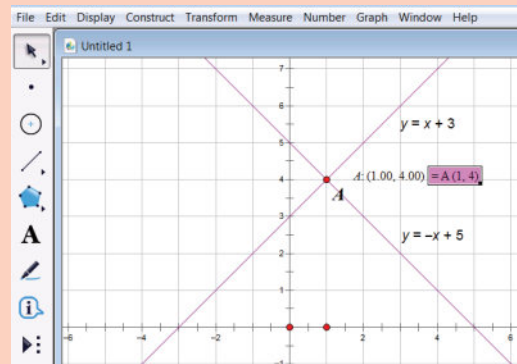 File Edit Display Construct Transform Measure Number Graph Window Help
Untitled 1
7
6
y = x + 3
5
A: (1.00, 4.00) = A (1, 4)
4
A
3
y = –x + 5
2
1
-6 -4 -2 2 4 6
-1
A
i